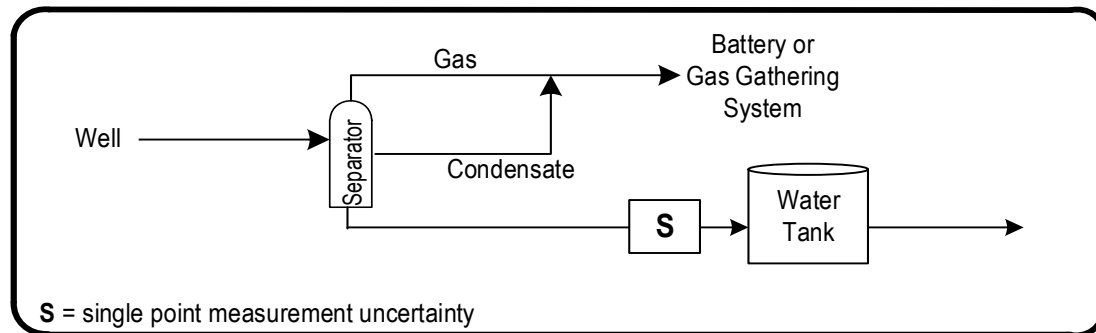 Gas
Battery or
Gas Gathering
System
Well
Separator
Condensate
S
Water
Tank
S = single point measurement uncertainty